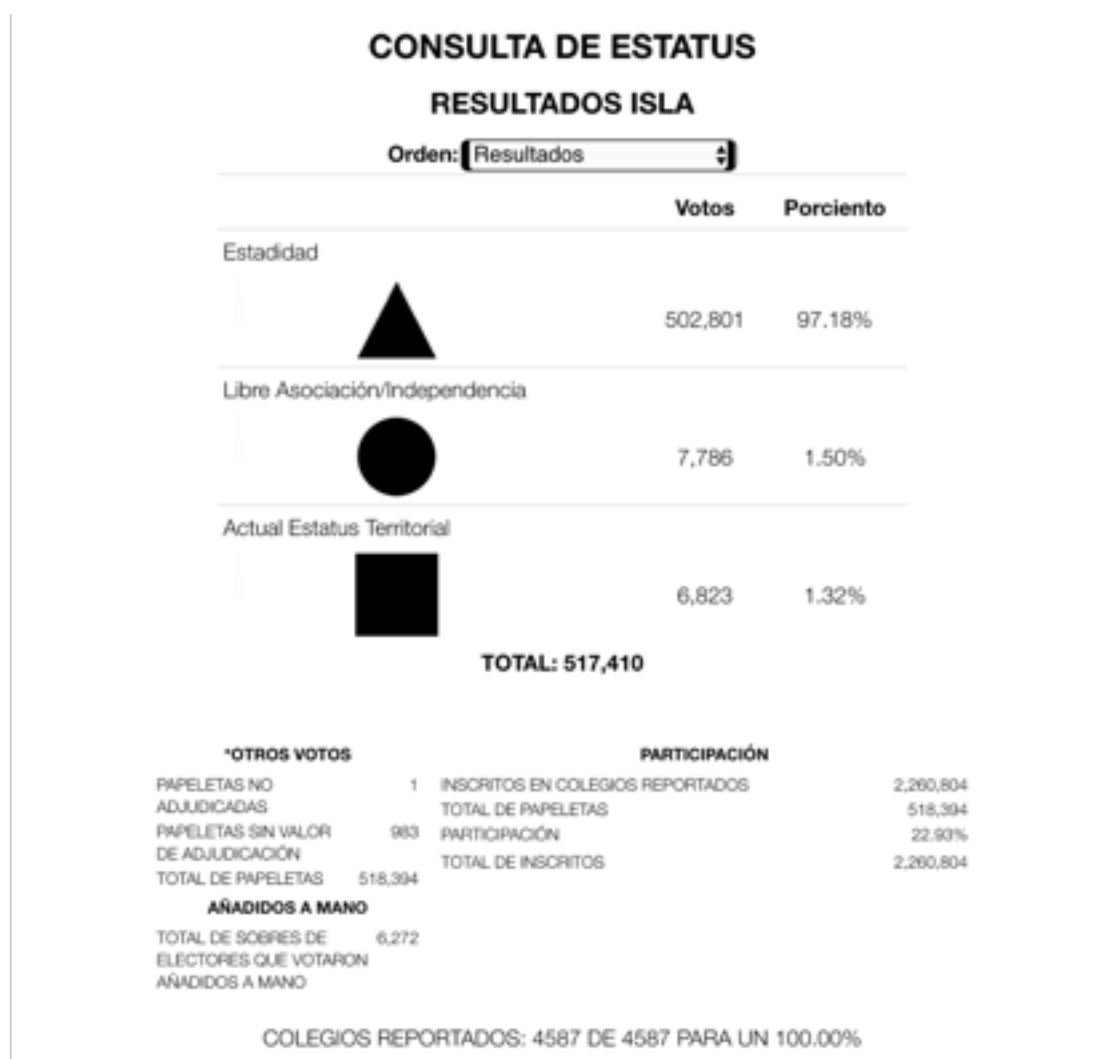 CONSULTA DE ESTATUS
RESULTADOS ISLA
Orden: Resultados
Votos Porciento
Estadidad
502,801 97.18%
Libre Asociación/Independencia
7,786 1.50%
Actual Estatus Territorial
6,823 1.32%
TOTAL: 517,410
*OTROS VOTOS
PAPELETAS NO 1
ADJUDICADAS
PAPELETAS SIN VALOR 983
DE ADJUDICACIÓN
TOTAL DE PAPELETAS 518,394
AÑADIDOS A MANO
TOTAL DE SOBRES DE 6,272
ELECTORES QUE VOTARON
AÑADIDOS A MANO
PARTICIPACIÓN
INSCRITOS EN COLEGIOS REPORTADOS 2,260,804
TOTAL DE PAPELETAS 518,394
PARTICIPACIÓN 22.93%
TOTAL DE INSCRITOS 2,260,804
COLEGIOS REPORTADOS: 4587 DE 4587 PARA UN 100.00%